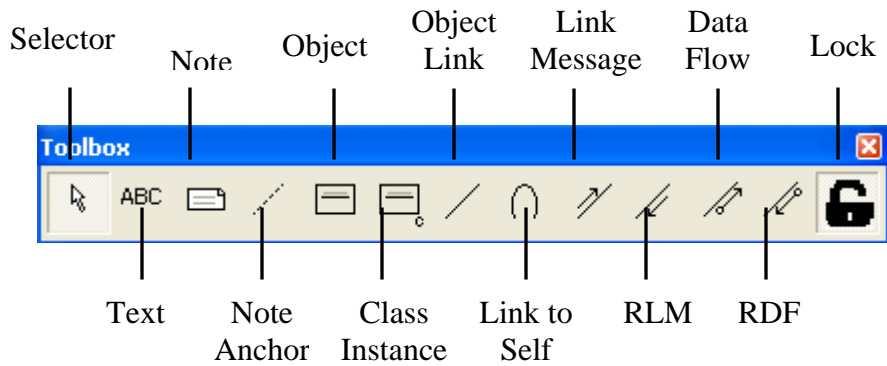 Selector
Note
Object
Object
Link
Link
Message
Data
Flow
Lock
Toolbox
ABC
c
Text
Note
Anchor
Class
Instance
Link to
Self
RLM
RDF